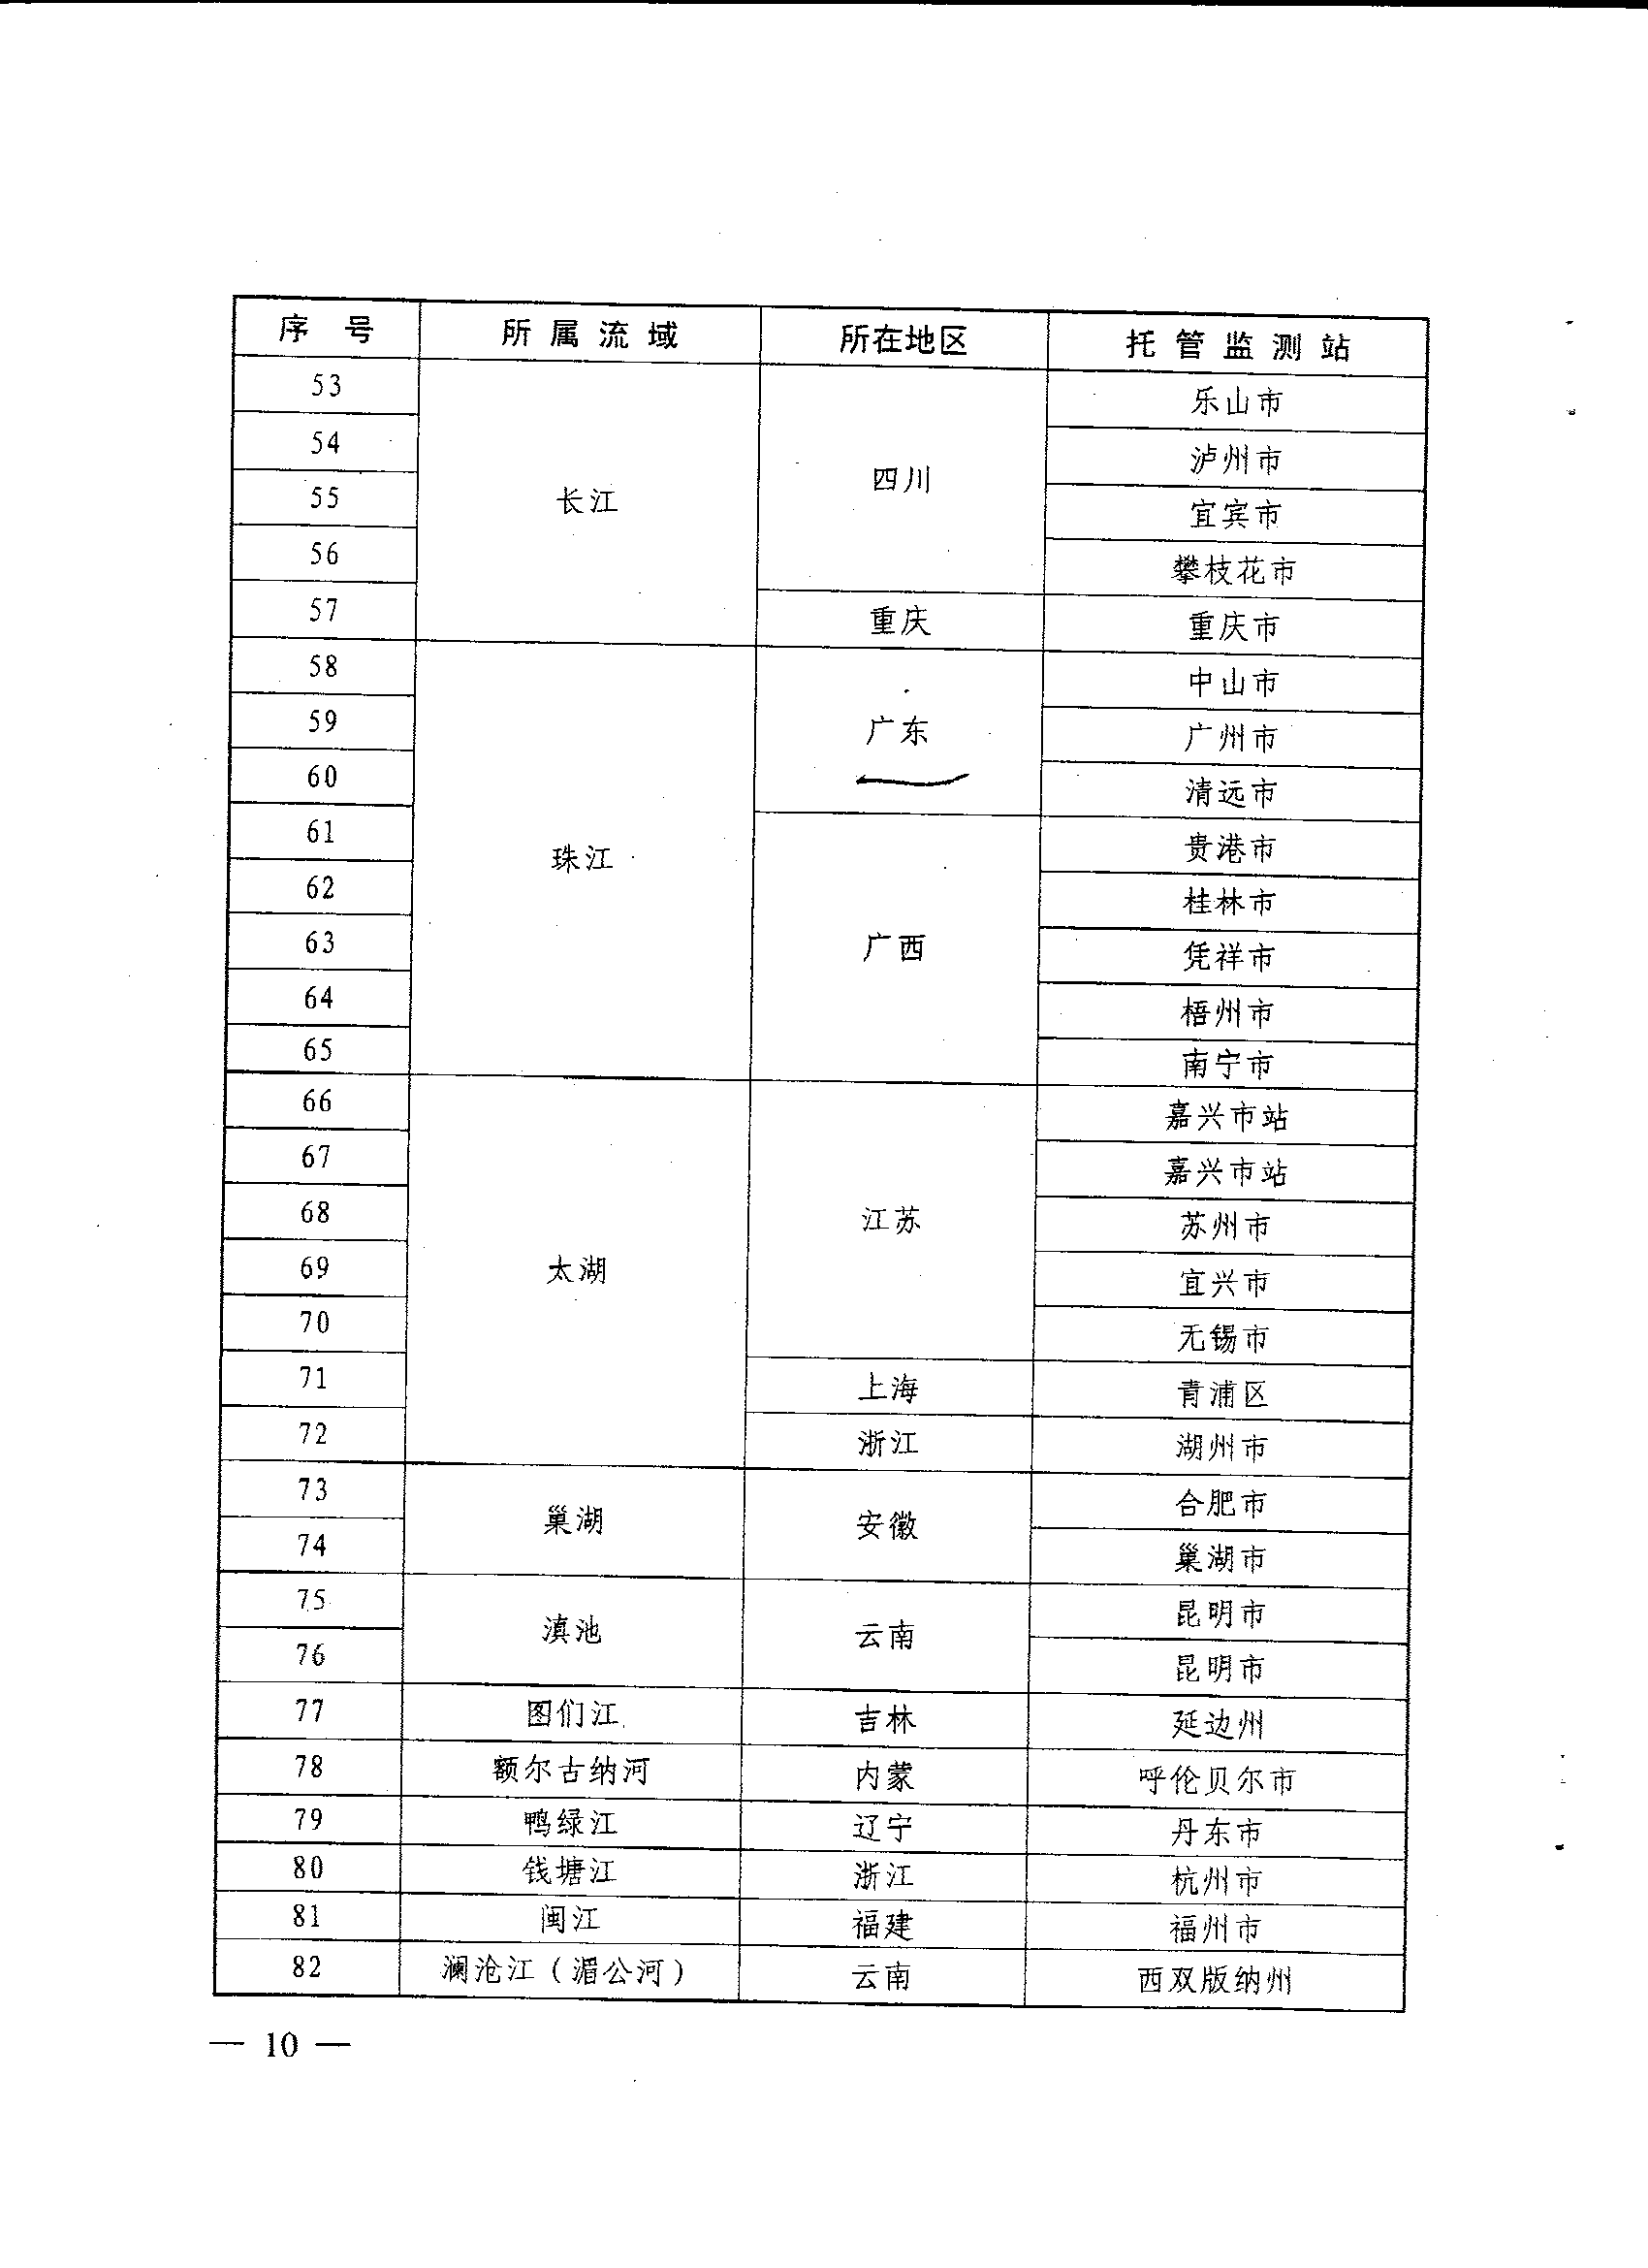 序 号 所 属 流 域 所在地区 托 管 监 测 站
53 长江 四川 乐山市
54 泸州市
55 宜宾市
56 攀枝花市
57 重庆 重庆市
58 珠江 广东 中山市
59 广州市
60 清远市
61 广西 贵港市
62 桂林市
63 凭祥市
64 梧州市
65 南宁市
66 太湖 江苏 嘉兴市站
67 嘉兴市站
68 苏州市
69 宜兴市
70 无锡市
71 上海 青浦区
72 浙江 湖州市
73 巢湖 安徽 合肥市
74 巢湖市
75 滇池 云南 昆明市
76 昆明市
77 图们江 吉林 延边州
78 额尔古纳河 内蒙 呼伦贝尔市
79 鸭绿江 辽宁 丹东市
80 钱塘江 浙江 杭州市
81 闽江 福建 福州市
82 澜沧江（湄公河） 云南 西双版纳州
— 10 —